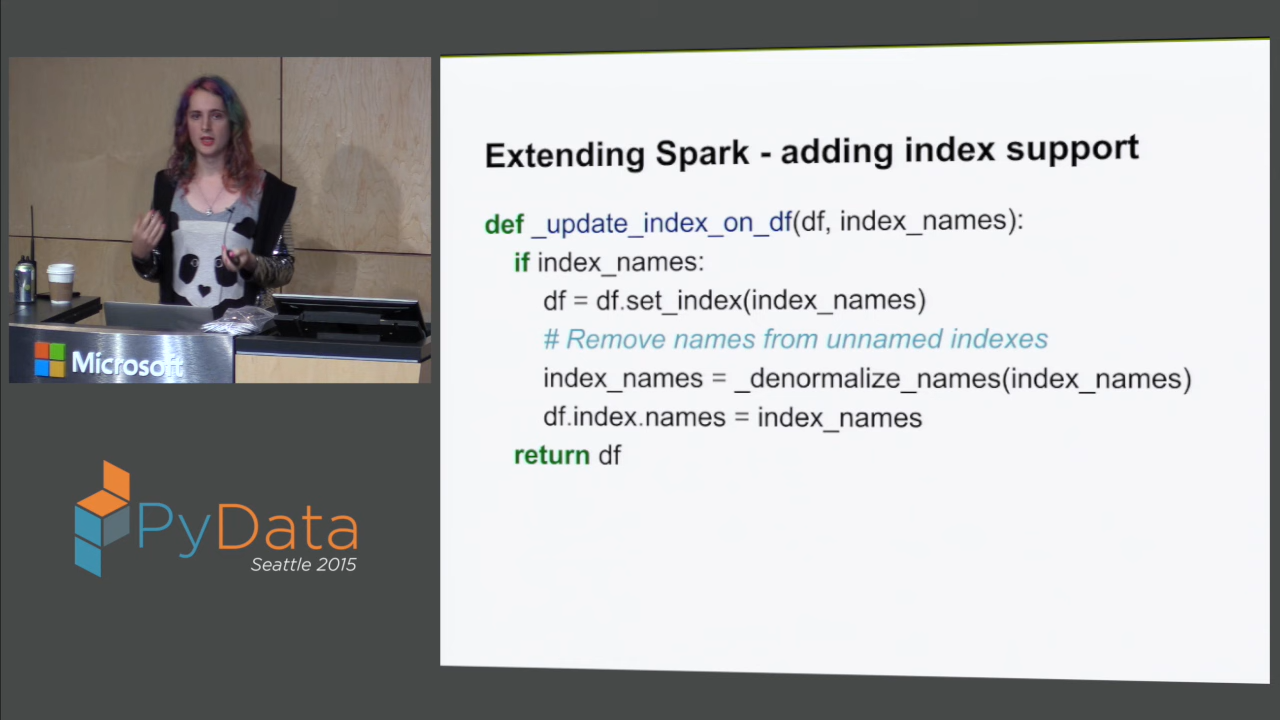 Extending Spark - adding index support
def _update_index_on_df(df, index_names):
if index_names:
df = df.set_index(index_names)
# Remove names from unnamed indexes
index_names = _denormalize_names(index_names)
df.index.names = index_names
return df
Microsoft
PyData
Seattle 2015